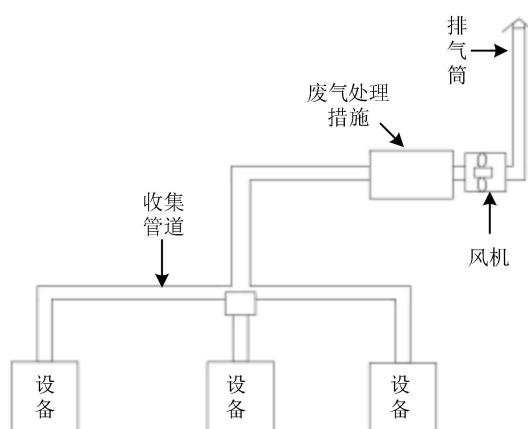 排
气
筒
废气处理
措施
收集
管道
风机
设
备
设
备
设
备